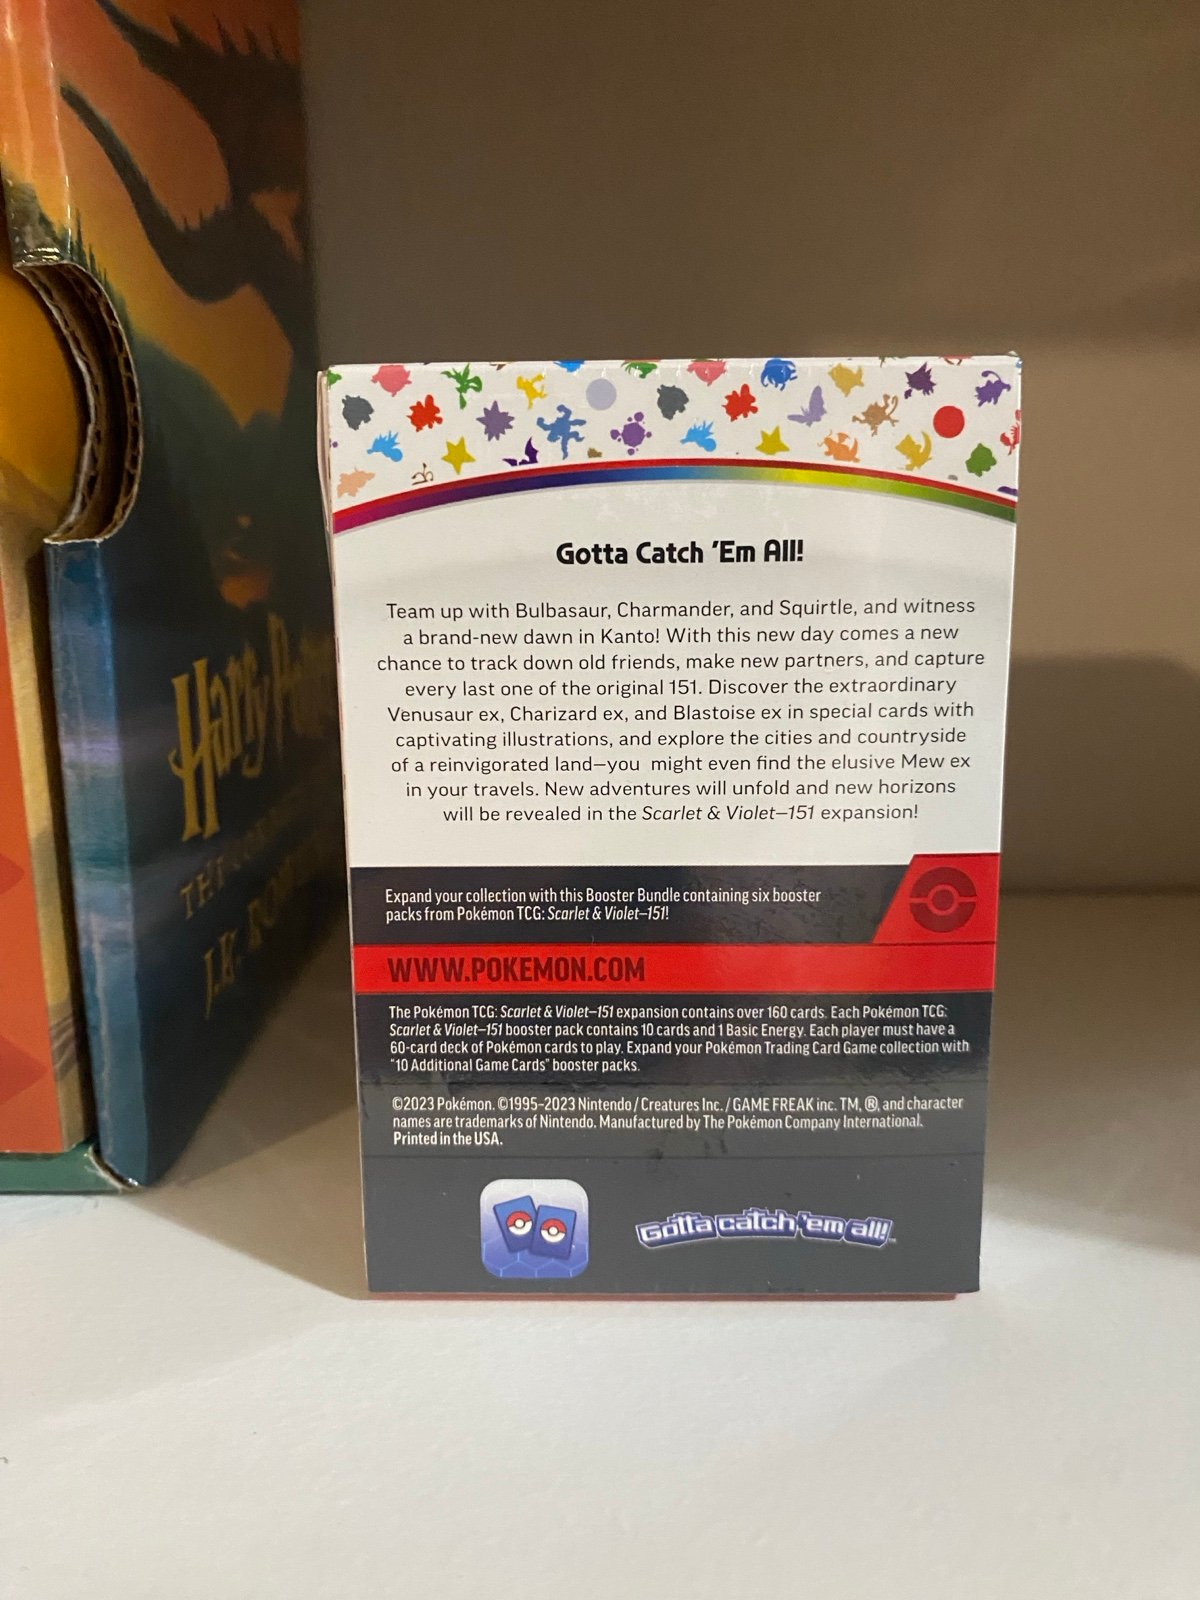 Harry
Gotta Catch 'Em All!
Team up with Bulbasaur, Charmander, and Squirtle, and witness
a brand-new dawn in Kanto! With this new day comes a new
chance to track down old friends, make new partners, and capture
every last one of the original 151. Discover the extraordinary
Venusaur ex, Charizard ex, and Blastoise ex in special cards with
captivating illustrations, and explore the cities and countryside
of a reinvigorated land—you might even find the elusive Mew ex
in your travels. New adventures will unfold and new horizons
will be revealed in the Scarlet & Violet—151 expansion!
Expand your collection with this Booster Bundle containing six booster
packs from Pokémon TCG: Scarlet & Violet—151!
WWW.POKEMON.COM
The Pokémon TCG: Scarlet & Violet—151 expansion contains over 160 cards. Each Pokémon TCG:
Scarlet & Violet—151 booster pack contains 10 cards and 1 Basic Energy. Each player must have a
60-card deck of Pokémon cards to play. Expand your Pokémon Trading Card Game collection with
"10 Additional Game Cards" booster packs.
©2023 Pokémon. ©1995–2023 Nintendo / Creatures Inc. / GAME FREAK inc. TM, ®, and character
names are trademarks of Nintendo. Manufactured by The Pokémon Company International.
Printed in the USA.
Gotta catch 'em all!™